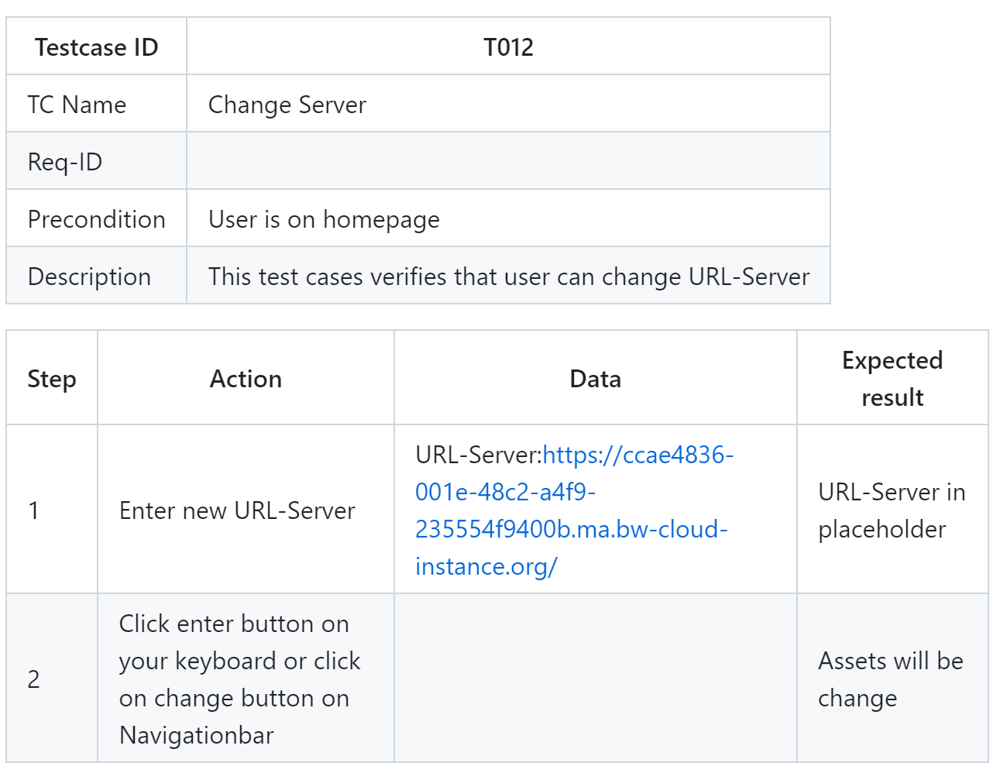 Testcase ID T012
TC Name Change Server
Req-ID
Precondition User is on homepage
Description This test cases verifies that user can change URL-Server
Step Action Data Expected result
1 Enter new URL-Server URL-Server:https://ccae4836-
001e-48c2-a4f9-
235554f9400b.ma.bw-cloud-
instance.org/ URL-Server in
placeholder
2 Click enter button on
your keyboard or click
on change button on
Navigationbar Assets will be
change